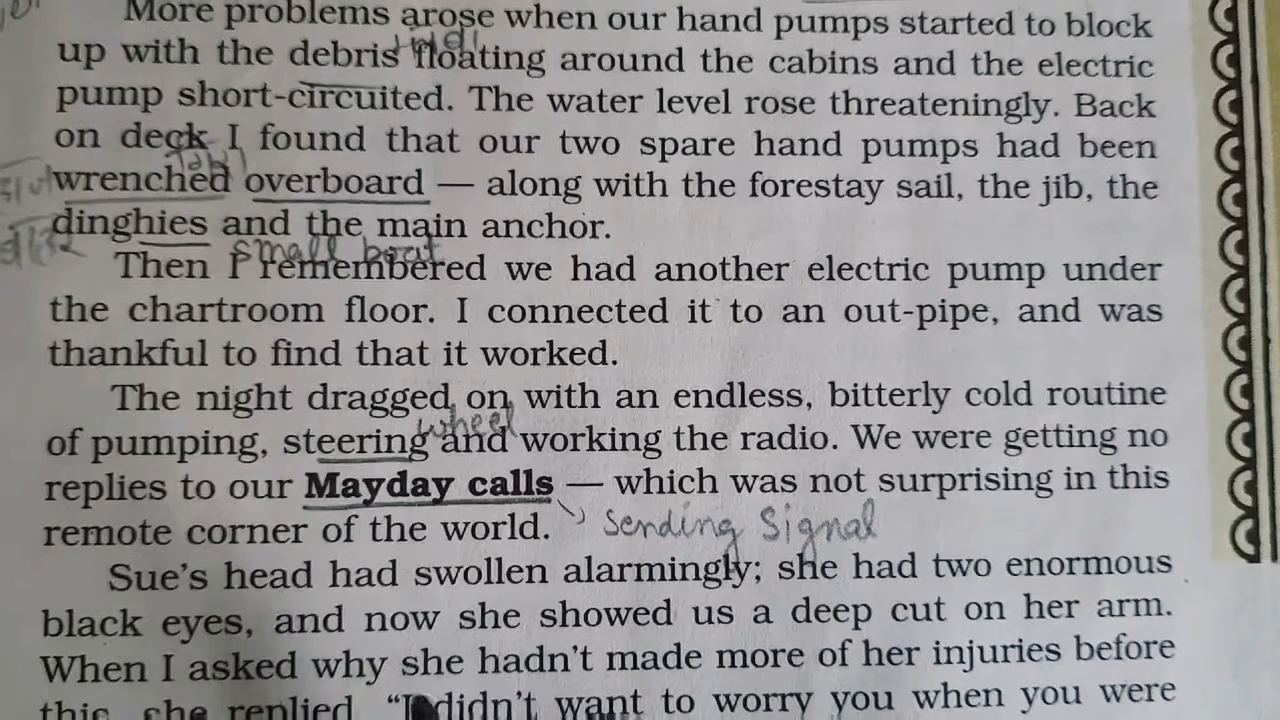 More problems arose when our hand pumps started to block
up with the debris floating around the cabins and the electric
pump short-circuited. The water level rose threateningly. Back
on deck I found that our two spare hand pumps had been
wrenched overboard — along with the forestay sail, the jib, the
dinghies and the main anchor.
small boat
Then I remembered we had another electric pump under
the chartroom floor. I connected it to an out-pipe, and was
thankful to find that it worked.
The night dragged on with an endless, bitterly cold routine
wheel
of pumping, steering and working the radio. We were getting no
replies to our Mayday calls — which was not surprising in this
remote corner of the world.
sending signal
Sue's head had swollen alarmingly; she had two enormous
black eyes, and now she showed us a deep cut on her arm.
When I asked why she hadn't made more of her injuries before
this, she replied, "I didn't want to worry you when you were